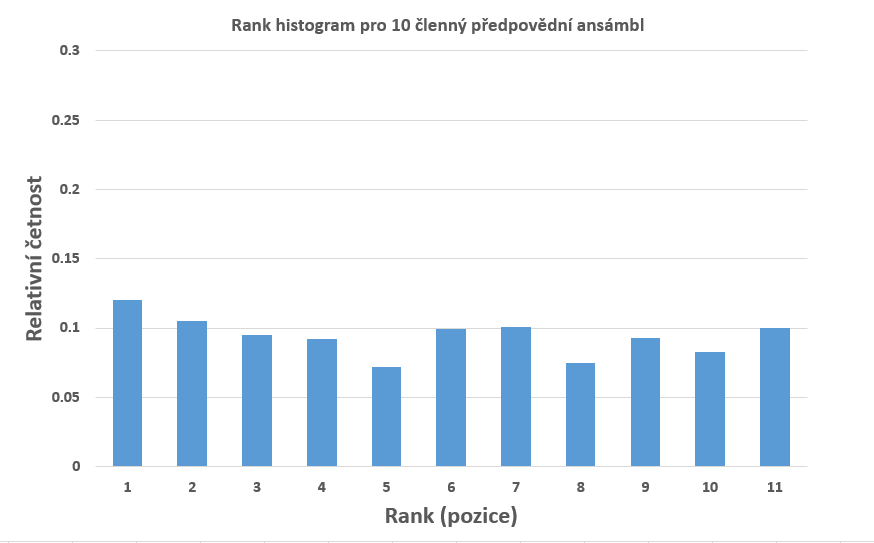 Rank histogram pro 10 členný předpovědní ansámbl
0.3
0.25
0.2
0.15
0.1
0.05
0
Relativní četnost
1 2 3 4 5 6 7 8 9 10 11
Rank (pozice)